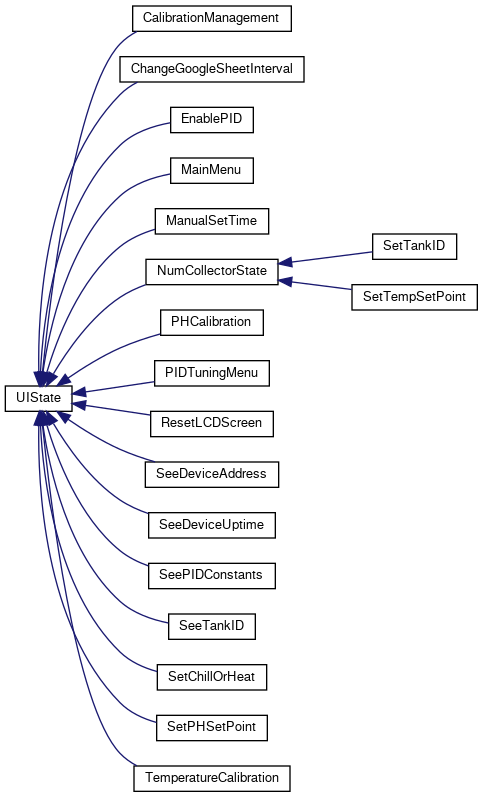 CalibrationManagement
ChangeGoogleSheetInterval
EnablePID
MainMenu
ManualSetTime
NumCollectorState
SetTankID
SetTempSetPoint
PHCalibration
PIDTuningMenu
UIState
ResetLCDScreen
SeeDeviceAddress
SeeDeviceUptime
SeePIDConstants
SeeTankID
SetChillOrHeat
SetPHSetPoint
TemperatureCalibration